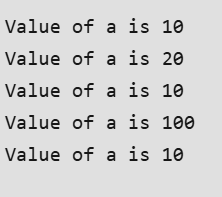 Value of a is 10
Value of a is 20
Value of a is 10
Value of a is 100
Value of a is 10